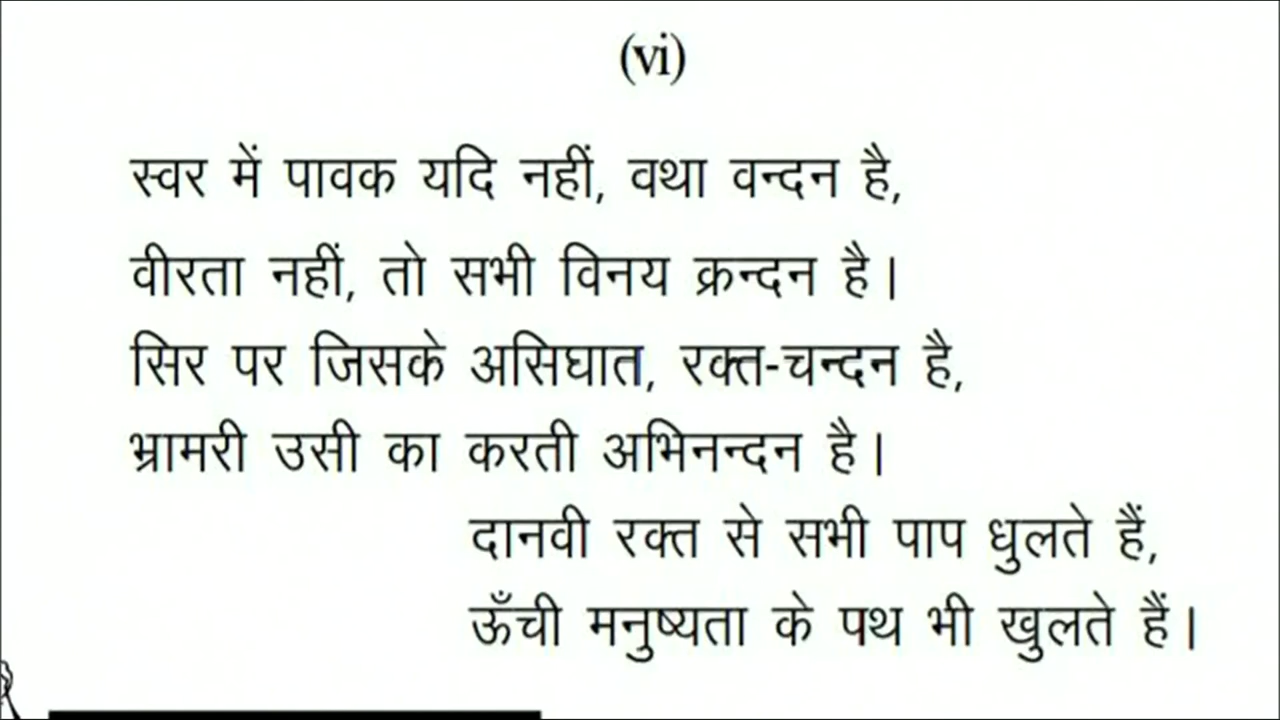 (vi)
स्वर में पावक यदि नहीं, वथा वन्दन है,
वीरता नहीं, तो सभी विनय क्रन्दन है।
सिर पर जिसके असिघात, रक्त-चन्दन है,
भ्रामरी उसी का करती अभिनन्दन है।
दानवी रक्त से सभी पाप धुलते हैं,
ऊँची मनुष्यता के पथ भी खुलते हैं।